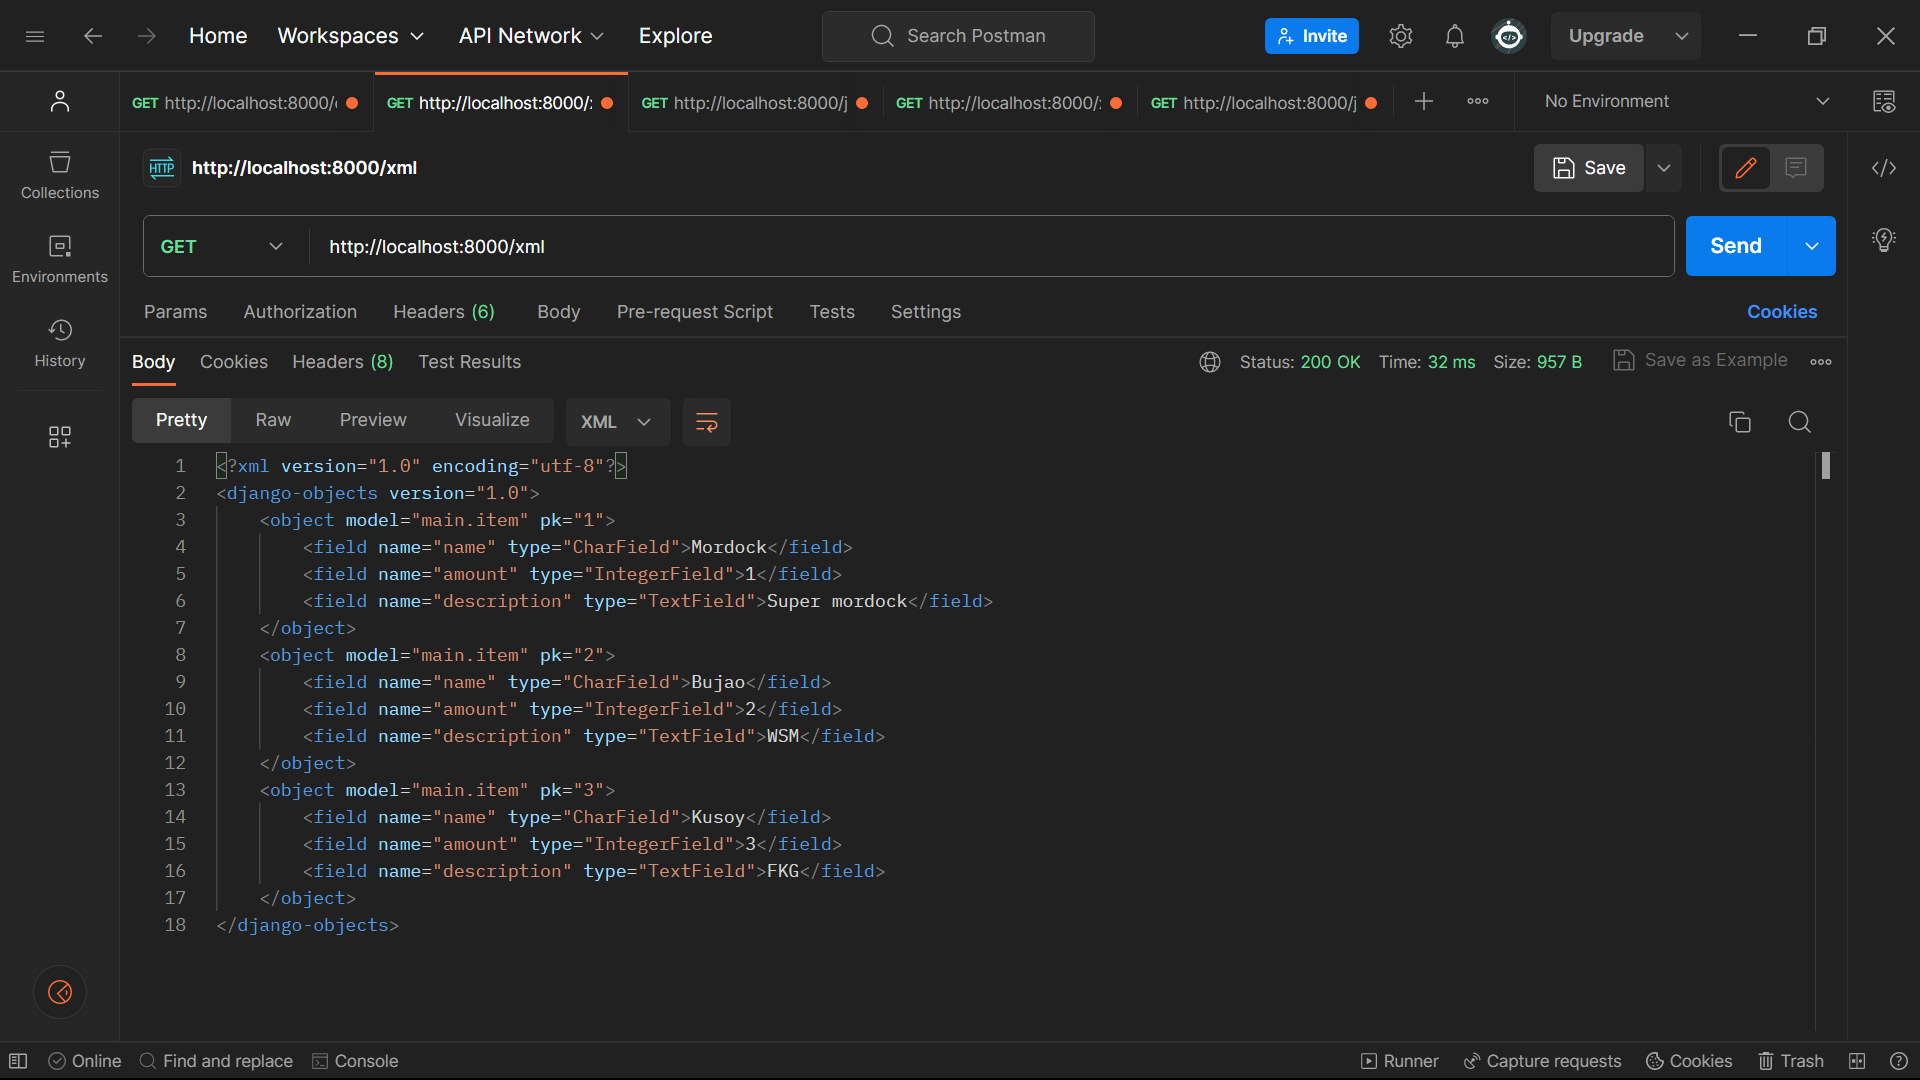 Home Workspaces API Network Explore Search Postman Invite Upgrade
GET http://localhost:8000/ GET http://localhost:8000/ GET http://localhost:8000/j GET http://localhost:8000/ GET http://localhost:8000/j No Environment
HTTP http://localhost:8000/xml Save
Collections
GET http://localhost:8000/xml Send
Environments
Params Authorization Headers (6) Body Pre-request Script Tests Settings Cookies
History
Body Cookies Headers (8) Test Results Status: 200 OK Time: 32 ms Size: 957 B Save as Example
Pretty Raw Preview Visualize XML
1 <?xml version="1.0" encoding="utf-8"?>
2 <django-objects version="1.0">
3 <object model="main.item" pk="1">
4 <field name="name" type="CharField">Mordock</field>
5 <field name="amount" type="IntegerField">1</field>
6 <field name="description" type="TextField">Super mordock</field>
7 </object>
8 <object model="main.item" pk="2">
9 <field name="name" type="CharField">Bujao</field>
10 <field name="amount" type="IntegerField">2</field>
11 <field name="description" type="TextField">WSM</field>
12 </object>
13 <object model="main.item" pk="3">
14 <field name="name" type="CharField">Kusoy</field>
15 <field name="amount" type="IntegerField">3</field>
16 <field name="description" type="TextField">FKG</field>
17 </object>
18 </django-objects>
Online Find and replace Console Runner Capture requests Cookies Trash